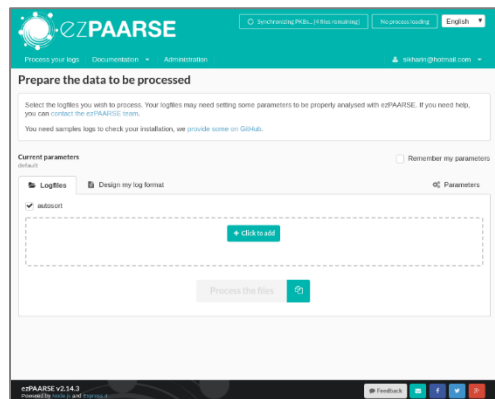 ezPAARSE
Synchronizing PKBs... [4 files remaining]
No process loading
English
Process your logs
Documentation
Administration
sikharin@hotmail.com
Prepare the data to be processed
Select the logfiles you wish to process. Your logfiles may need setting some parameters to be properly analysed with ezPAARSE. If you need help,
you can contact the ezPAARSE team.
You need samples logs to check your installation, we provide some on GitHub.
Current parameters
default
Remember my parameters
Logfiles
Design my log format
Parameters
autosort
+ Click to add
Process the files
ezPAARSE v2.14.3
Powered by Node.js and Express 4
Feedback